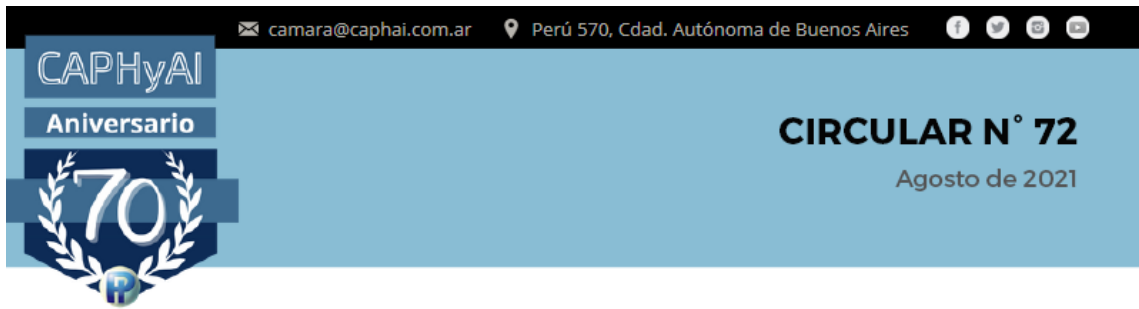 camara@caphai.com.ar Perú 570, Cdad. Autónoma de Buenos Aires
CAPHyAI
Aniversario
70
CIRCULAR N° 72
Agosto de 2021